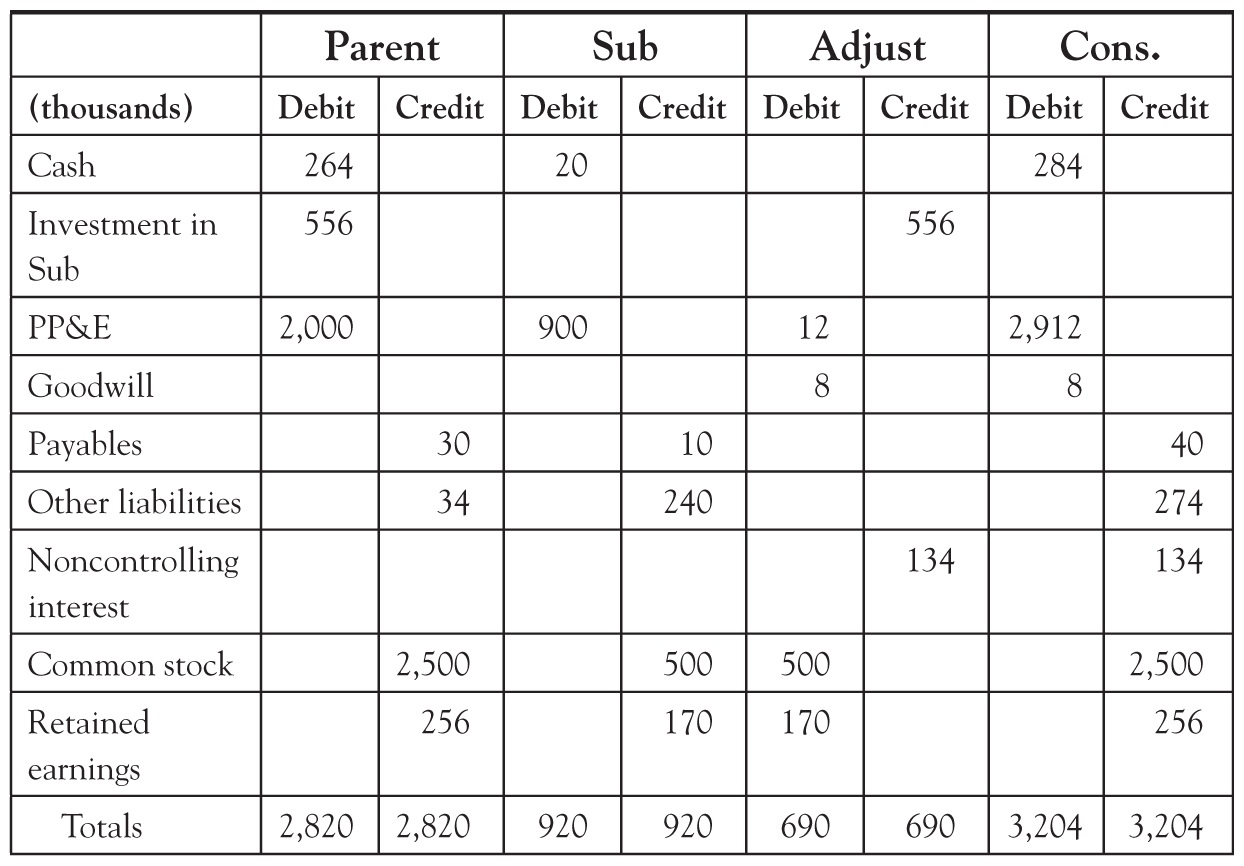 Parent Sub Adjust Cons.
(thousands) Debit Credit Debit Credit Debit Credit Debit Credit
Cash 264 20 284
Investment in 556 556
Sub
PP&E 2,000 900 12 2,912
Goodwill 8 8
Payables 30 10 40
Other liabilities 34 240 274
Noncontrolling 134 134
interest
Common stock 2,500 500 500 2,500
Retained 256 170 170 256
earnings
Totals 2,820 2,820 920 920 690 690 3,204 3,204